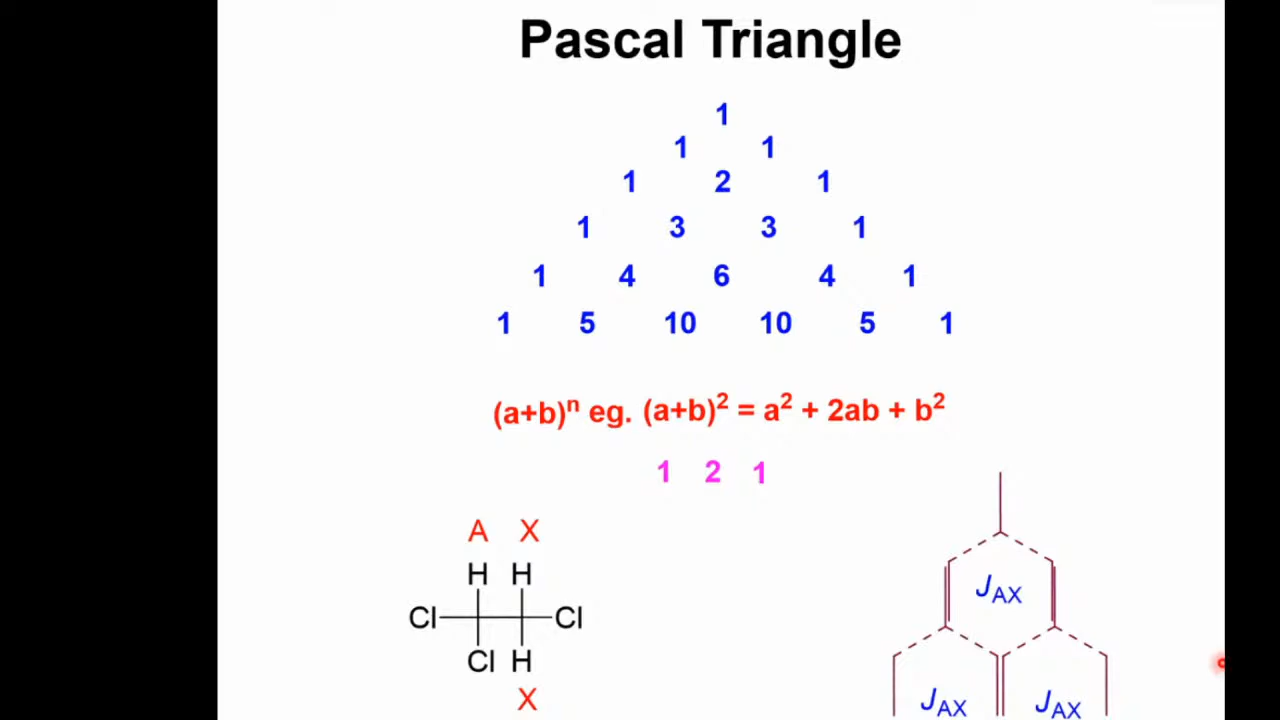 Pascal Triangle
1
1 1
1 2 1
1 3 3 1
1 4 6 4 1
1 5 10 10 5 1
(a+b)ⁿ eg. (a+b)² = a² + 2ab + b²
1 2 1
A X
H H
Cl Cl
Cl H
X
J_AX
J_AX J_AX